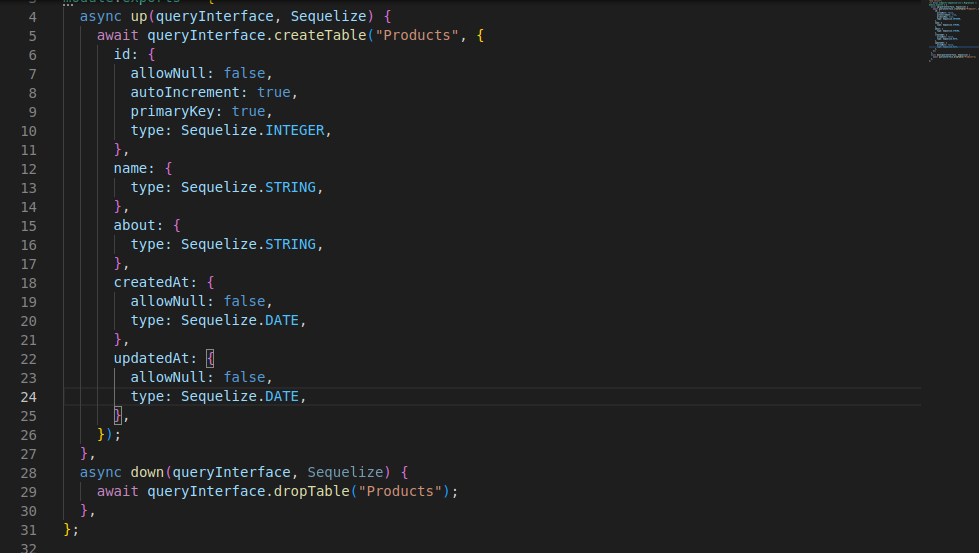 4 async up(queryInterface, Sequelize) {
5 await queryInterface.createTable("Products", {
6 id: {
7 allowNull: false,
8 autoIncrement: true,
9 primaryKey: true,
10 type: Sequelize.INTEGER,
11 },
12 name: {
13 type: Sequelize.STRING,
14 },
15 about: {
16 type: Sequelize.STRING,
17 },
18 createdAt: {
19 allowNull: false,
20 type: Sequelize.DATE,
21 },
22 updatedAt: {
23 allowNull: false,
24 type: Sequelize.DATE,
25 },
26 });
27 },
28 async down(queryInterface, Sequelize) {
29 await queryInterface.dropTable("Products");
30 },
31 };
32